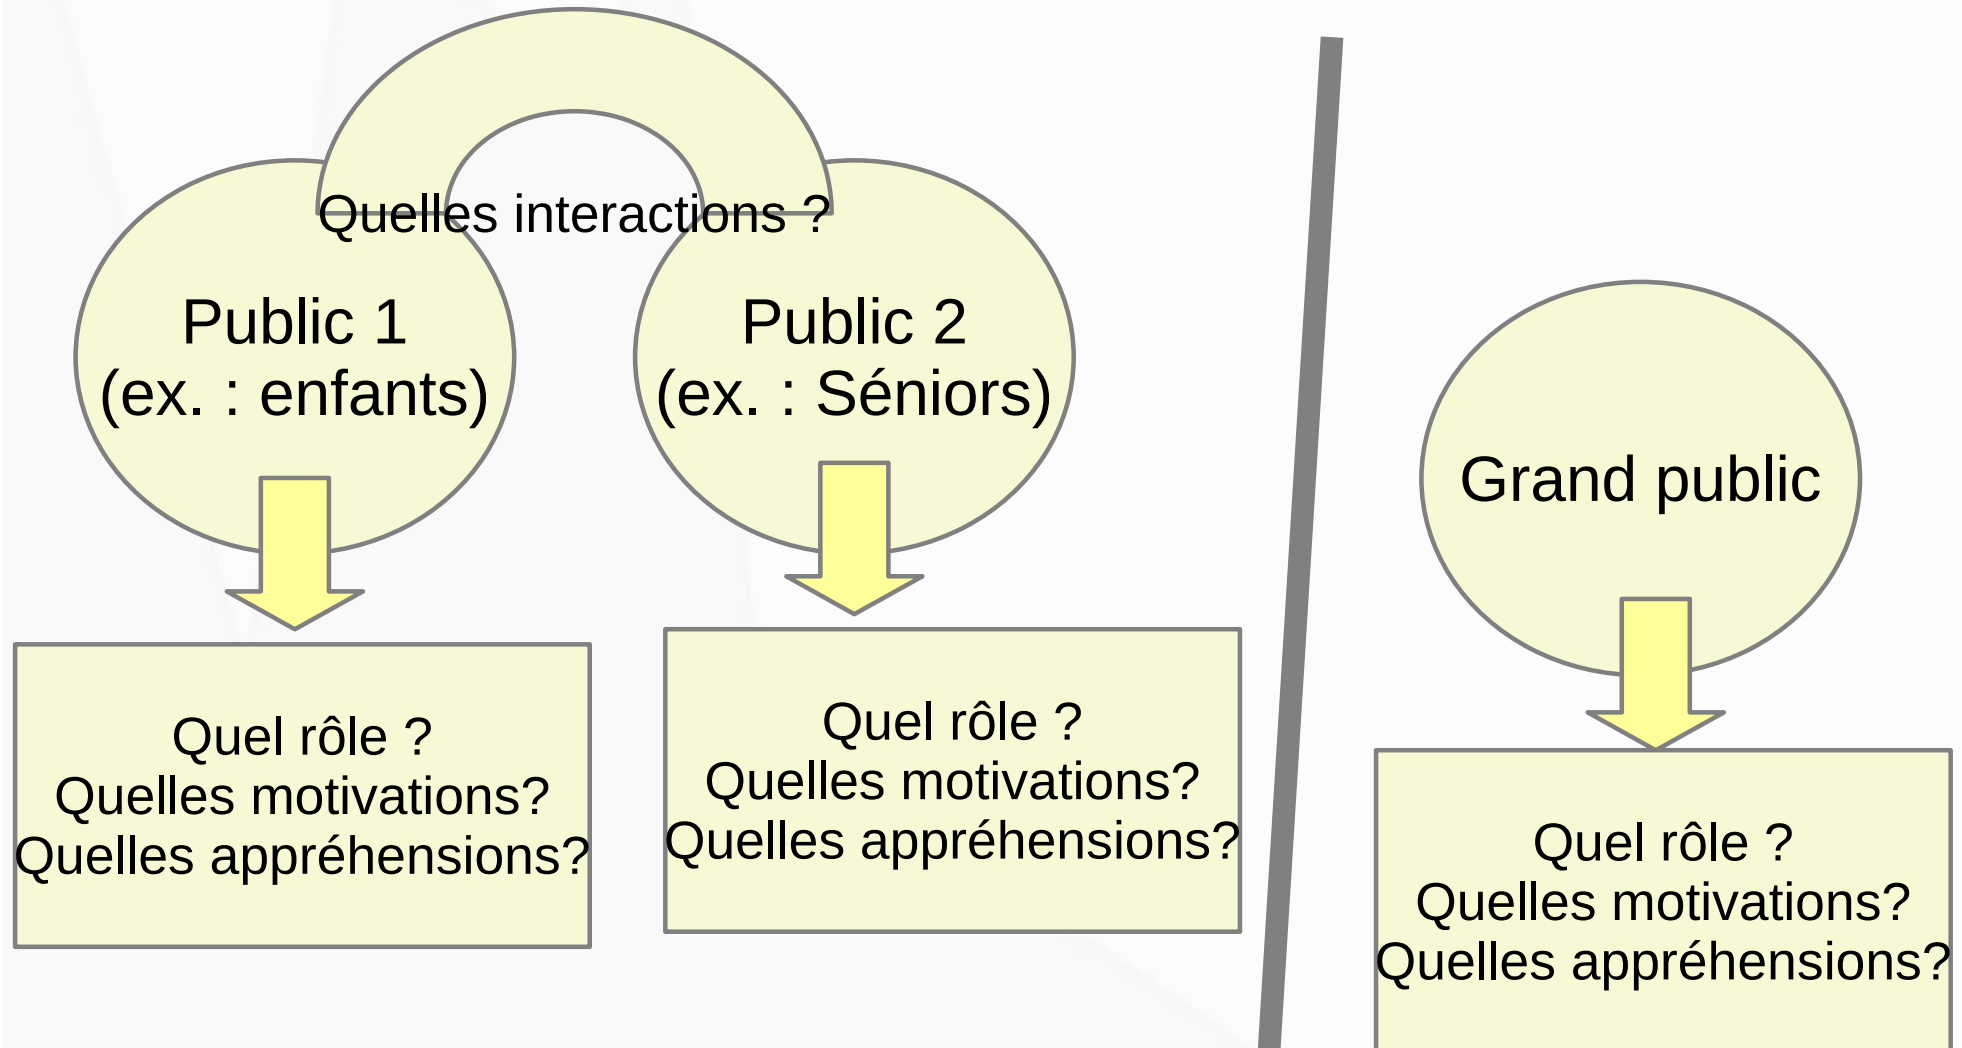 Quelles interactions ?
Public 1
(ex. : enfants)
Public 2
(ex. : Séniors)
Grand public
Quel rôle ?
Quelles motivations?
Quelles appréhensions?
Quel rôle ?
Quelles motivations?
Quelles appréhensions?
Quel rôle ?
Quelles motivations?
Quelles appréhensions?